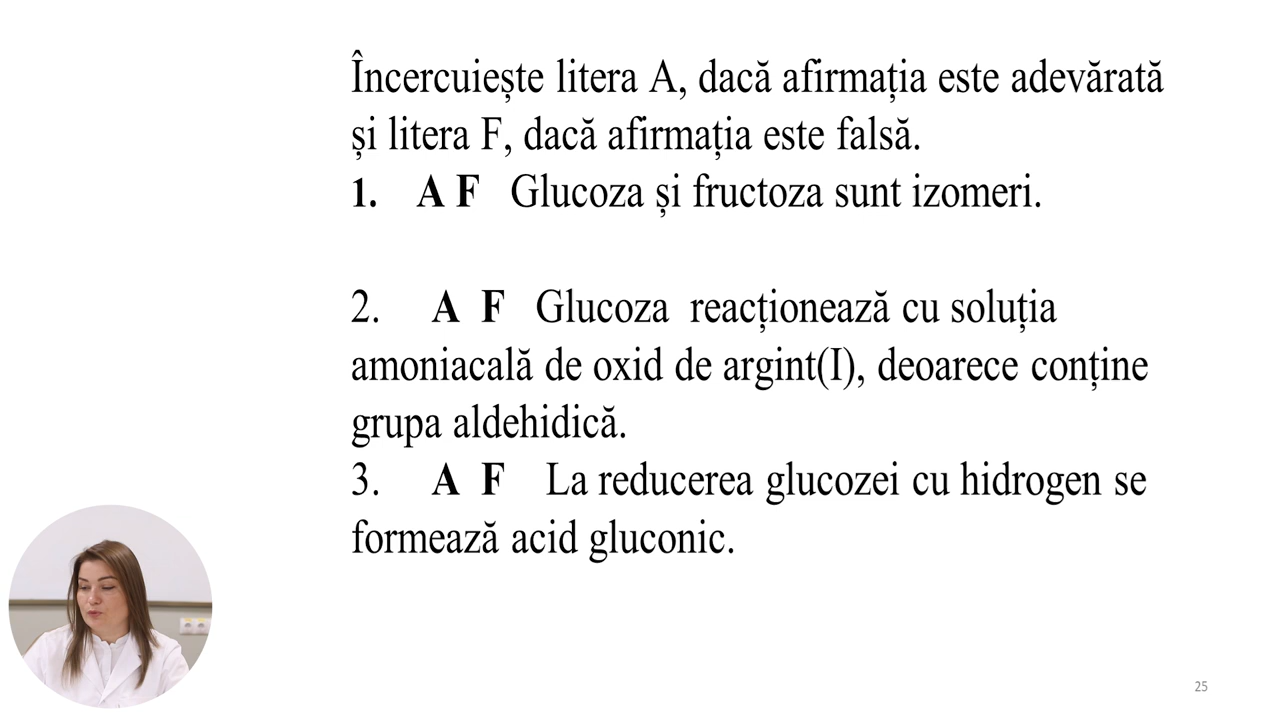 Încercuiește litera A, dacă afirmația este adevărată
și litera F, dacă afirmația este falsă.
1. A F Glucoza și fructoza sunt izomeri.
2. A F Glucoza reacționează cu soluția
amoniacală de oxid de argint(I), deoarece conține
grupa aldehidică.
3. A F La reducerea glucozei cu hidrogen se
formează acid gluconic.
25